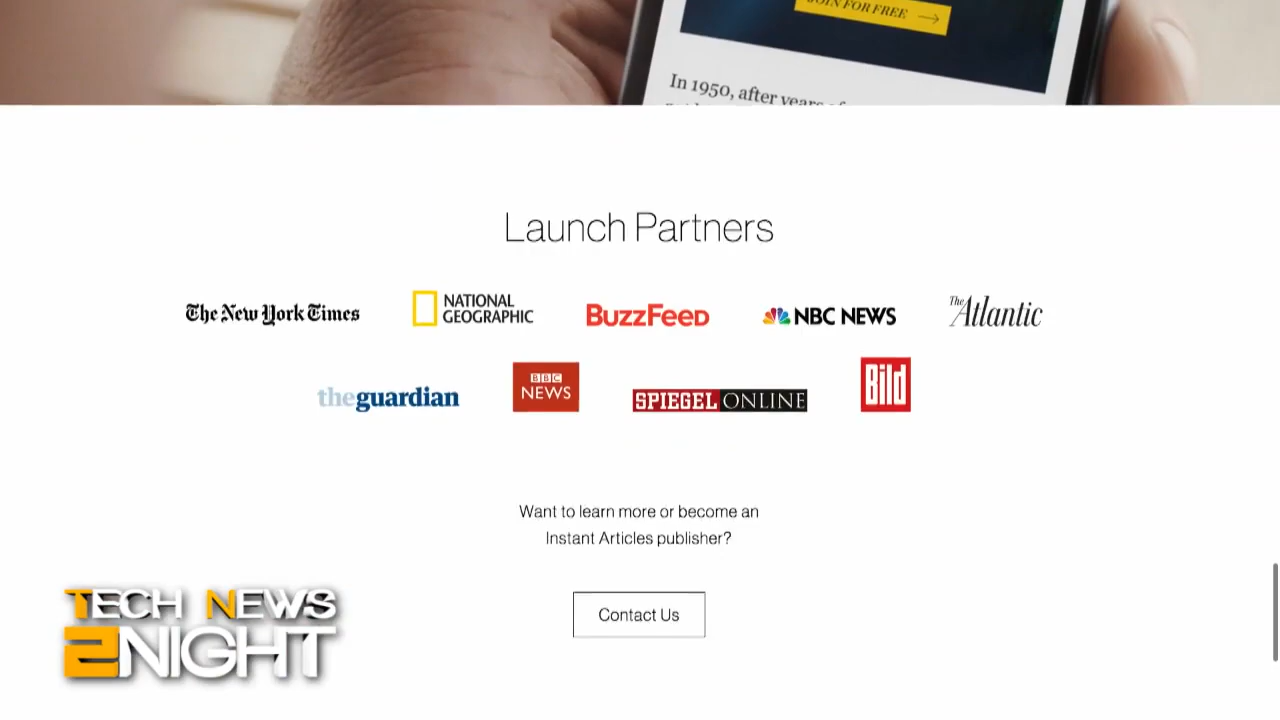 JOIN FOR FREE
In 1950, after years of
Launch Partners
The New York Times
NATIONAL
GEOGRAPHIC
BuzzFeed
NBC NEWS
The Atlantic
theguardian
BBC
NEWS
SPIEGEL ONLINE
Bild
Want to learn more or become an
Instant Articles publisher?
Contact Us
TECH NEWS
2NIGHT